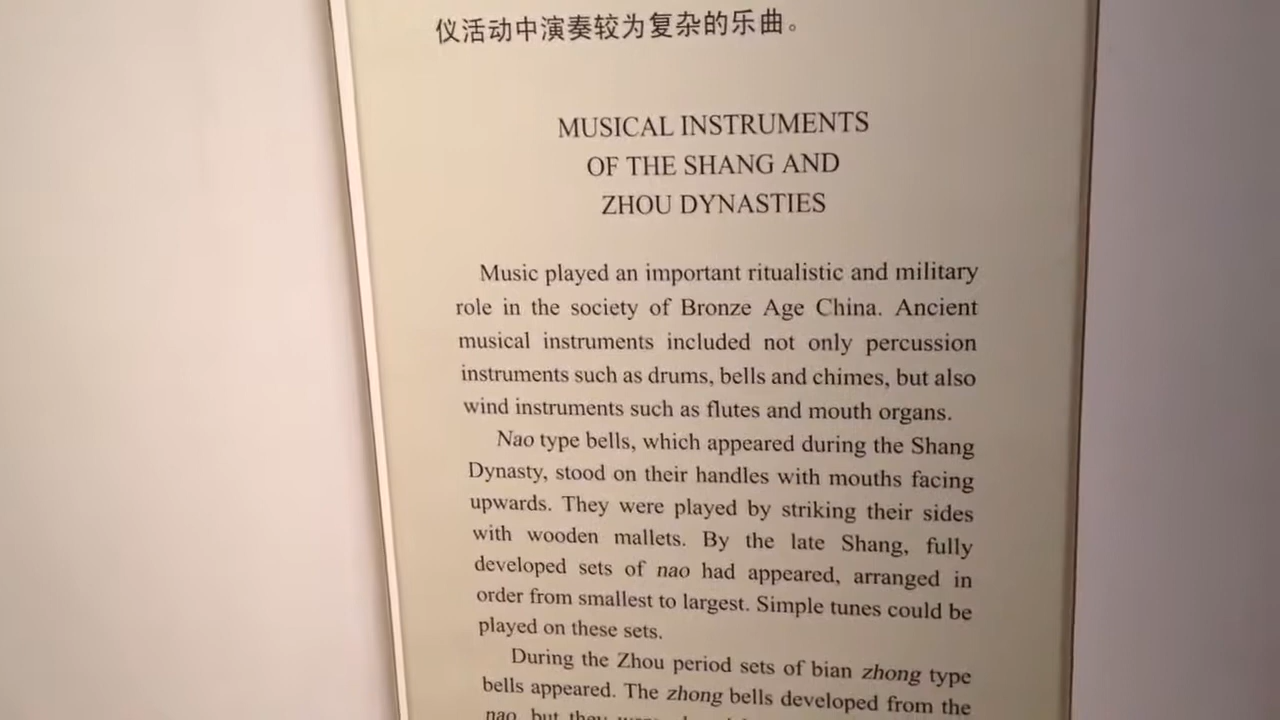 仪活动中演奏较为复杂的乐曲。
MUSICAL INSTRUMENTS
OF THE SHANG AND
ZHOU DYNASTIES
Music played an important ritualistic and military
role in the society of Bronze Age China. Ancient
musical instruments included not only percussion
instruments such as drums, bells and chimes, but also
wind instruments such as flutes and mouth organs.
Nao type bells, which appeared during the Shang
Dynasty, stood on their handles with mouths facing
upwards. They were played by striking their sides
with wooden mallets. By the late Shang, fully
developed sets of nao had appeared, arranged in
order from smallest to largest. Simple tunes could be
played on these sets.
During the Zhou period sets of bian zhong type
bells appeared. The zhong bells developed from the
nao, but they were